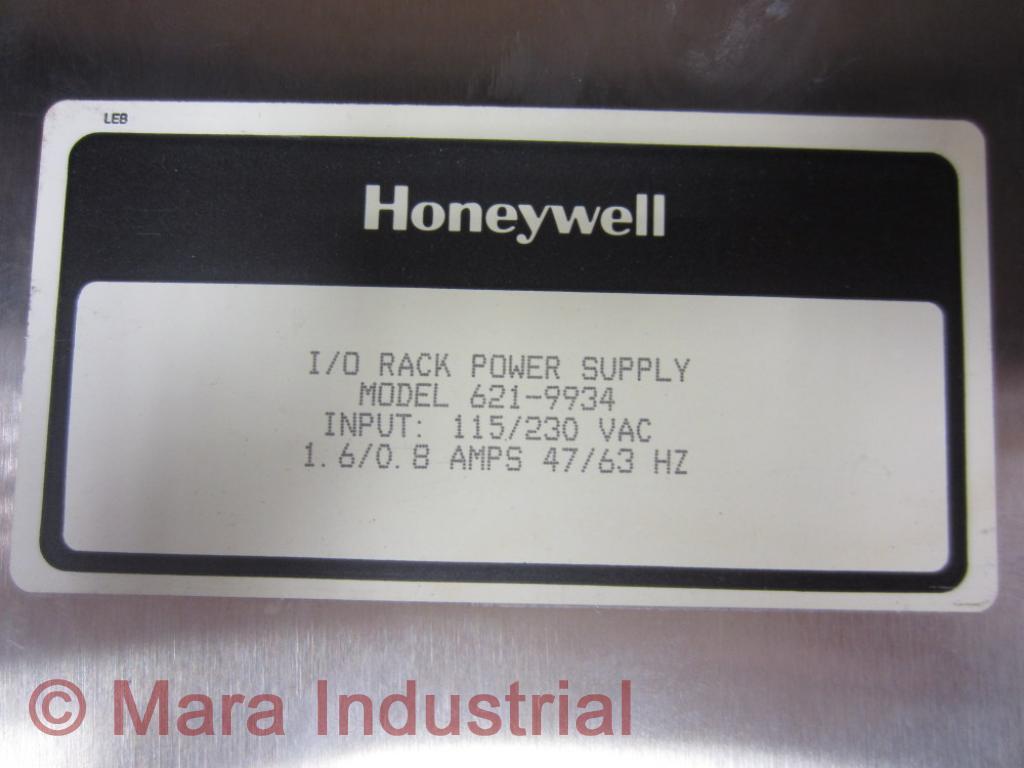 LEB
Honeywell
I/O RACK POWER SUPPLY
MODEL 621-9934
INPUT: 115/230 VAC
1.6/0.8 AMPS 47/63 HZ
© Mara Industrial